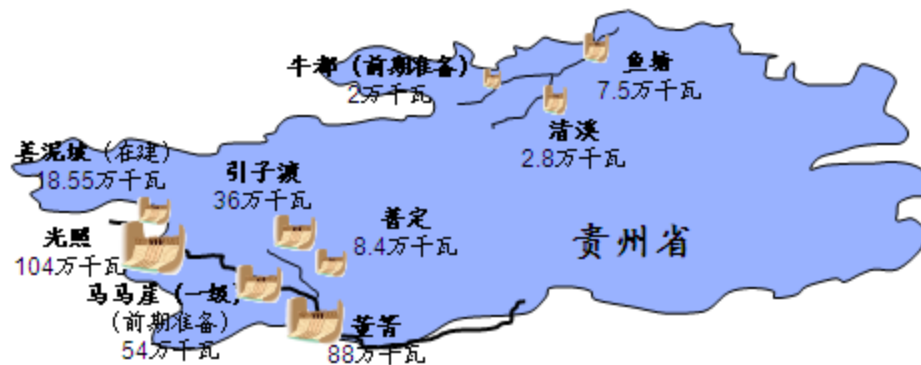 牛都（前期准备）
2万千瓦
鱼塘
7.5万千瓦
清溪
2.8万千瓦
善泥坡（在建）
18.55万千瓦
引子渡
36万千瓦
普定
8.4万千瓦
贵州省
光照
104万千瓦
马马崖（一级）
（前期准备）
54万千瓦
董箐
88万千瓦